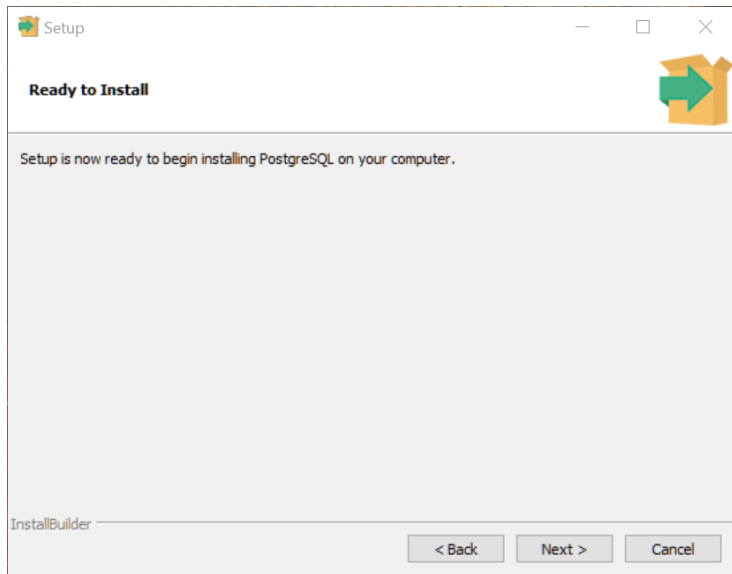 Setup
Ready to Install
Setup is now ready to begin installing PostgreSQL on your computer.
InstallBuilder
< Back
Next >
Cancel